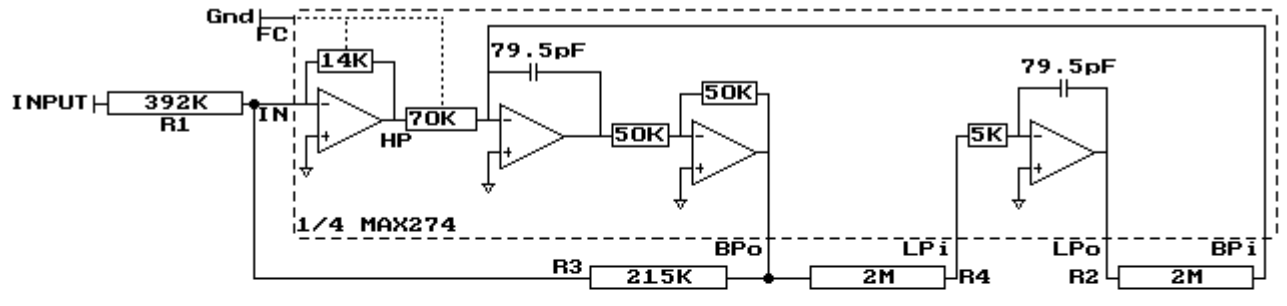 Gnd
FC
14K
79.5pF
50K
79.5pF
INPUT
392K
R1
IN
HP
70K
50K
5K
1/4 MAX274
BPo
LPi
LPo
BPi
R3
215K
2M
R4
R2
2M